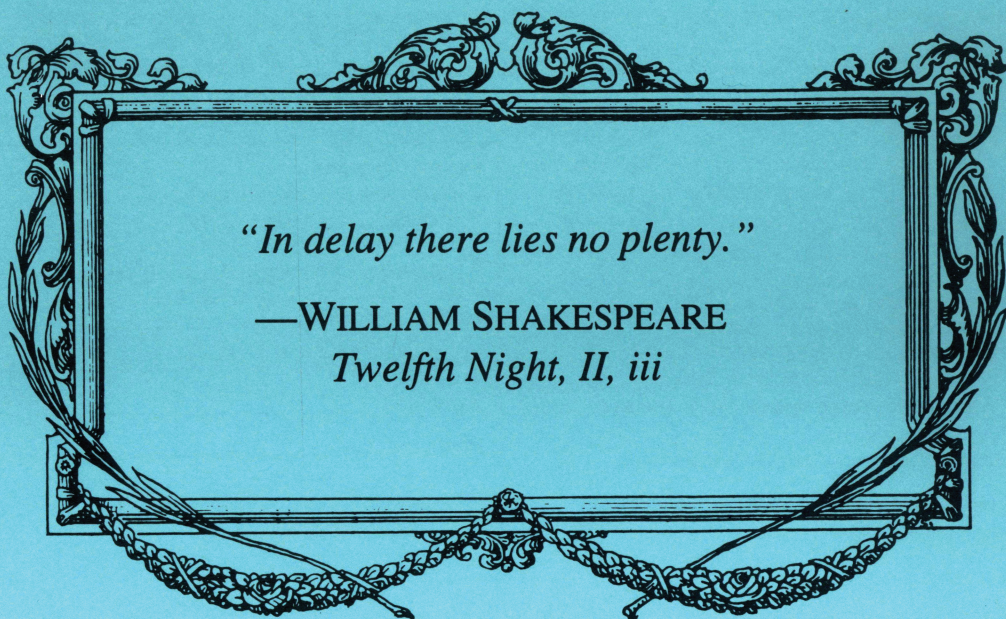 “In delay there lies no plenty.”
—WILLIAM SHAKESPEARE
Twelfth Night, II, iii